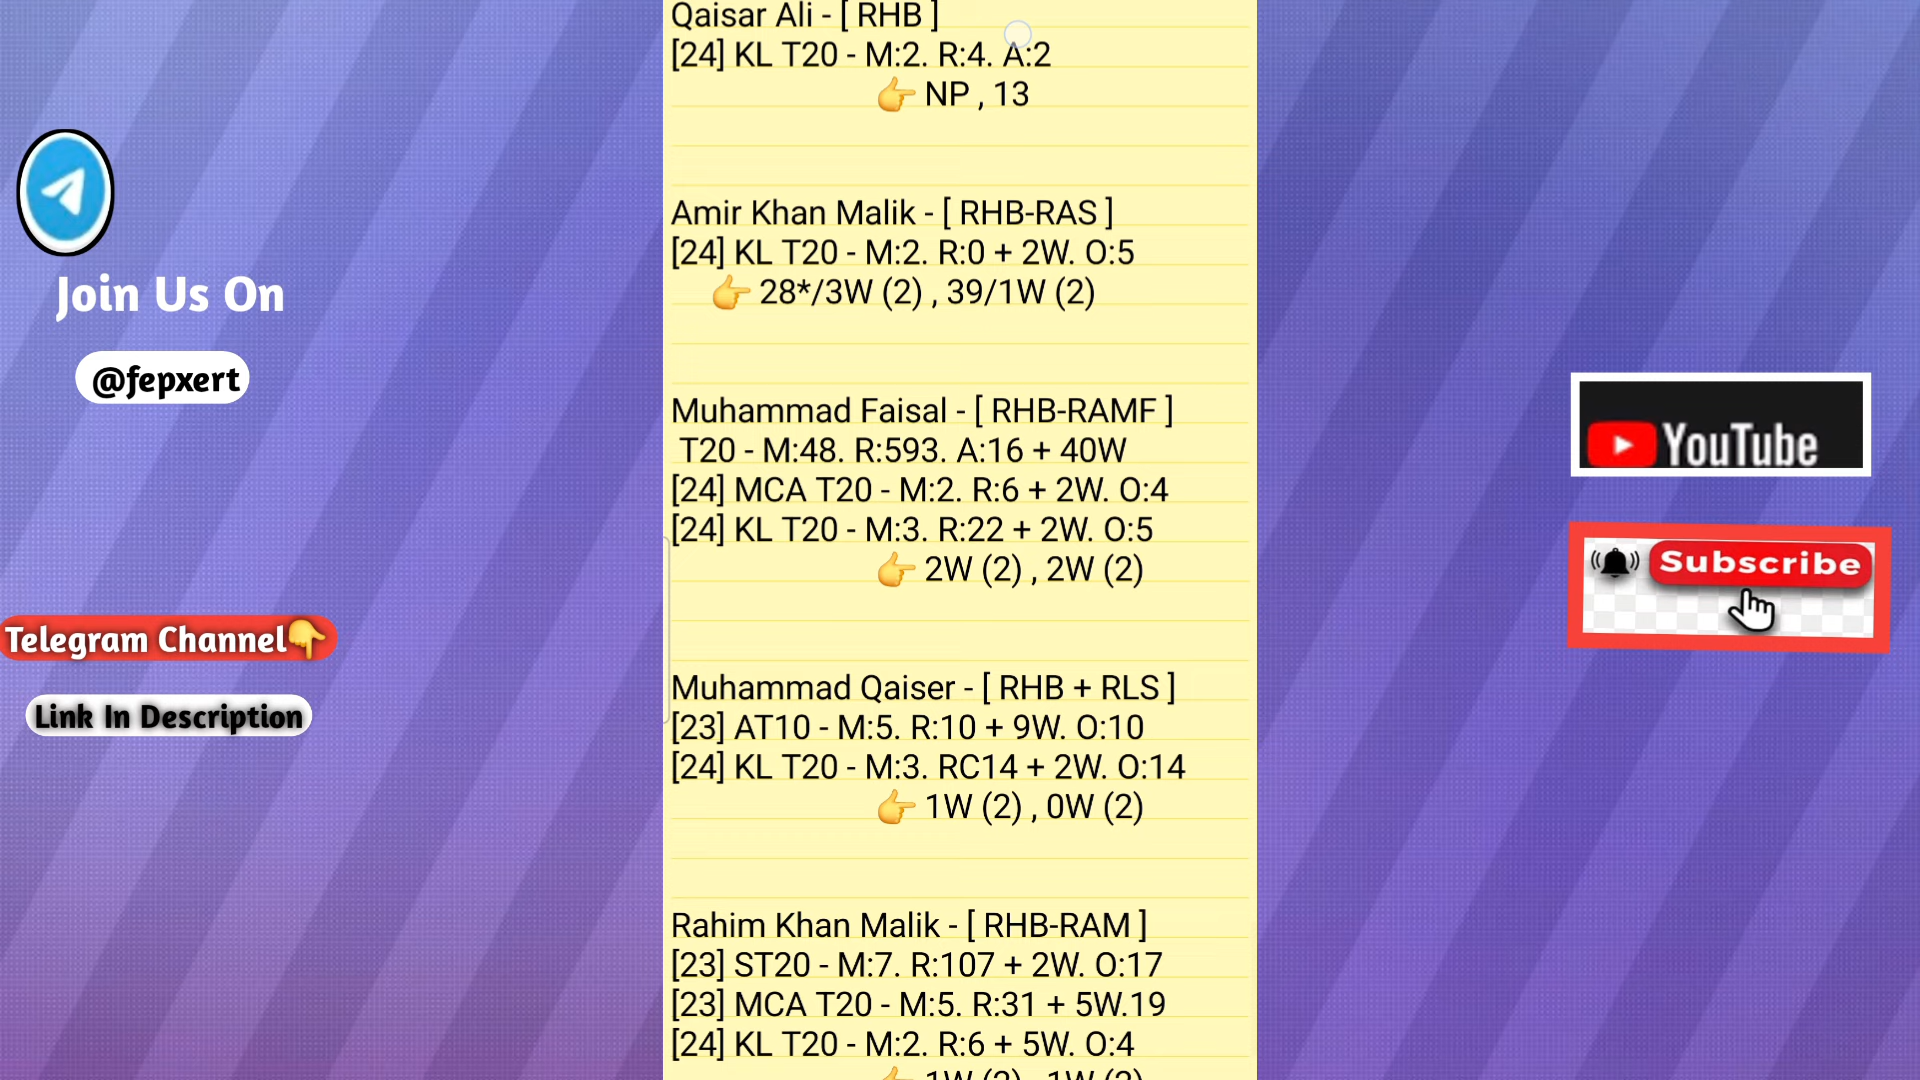 Qaisar Ali - [ RHB ]
[24] KL T20 - M:2. R:4. A:2
👉 NP , 13
Amir Khan Malik - [ RHB-RAS ]
[24] KL T20 - M:2. R:0 + 2W. O:5
👉 28*/3W (2) , 39/1W (2)
Muhammad Faisal - [ RHB-RAMF ]
T20 - M:48. R:593. A:16 + 40W
[24] MCA T20 - M:2. R:6 + 2W. O:4
[24] KL T20 - M:3. R:22 + 2W. O:5
👉 2W (2) , 2W (2)
Muhammad Qaiser - [ RHB + RLS ]
[23] AT10 - M:5. R:10 + 9W. O:10
[24] KL T20 - M:3. RC14 + 2W. O:14
👉 1W (2) , 0W (2)
Rahim Khan Malik - [ RHB-RAM ]
[23] ST20 - M:7. R:107 + 2W. O:17
[23] MCA T20 - M:5. R:31 + 5W.19
[24] KL T20 - M:2. R:6 + 5W. O:4
Join Us On
@fepxert
Telegram Channel👇
Link In Description
YouTube
Subscribe